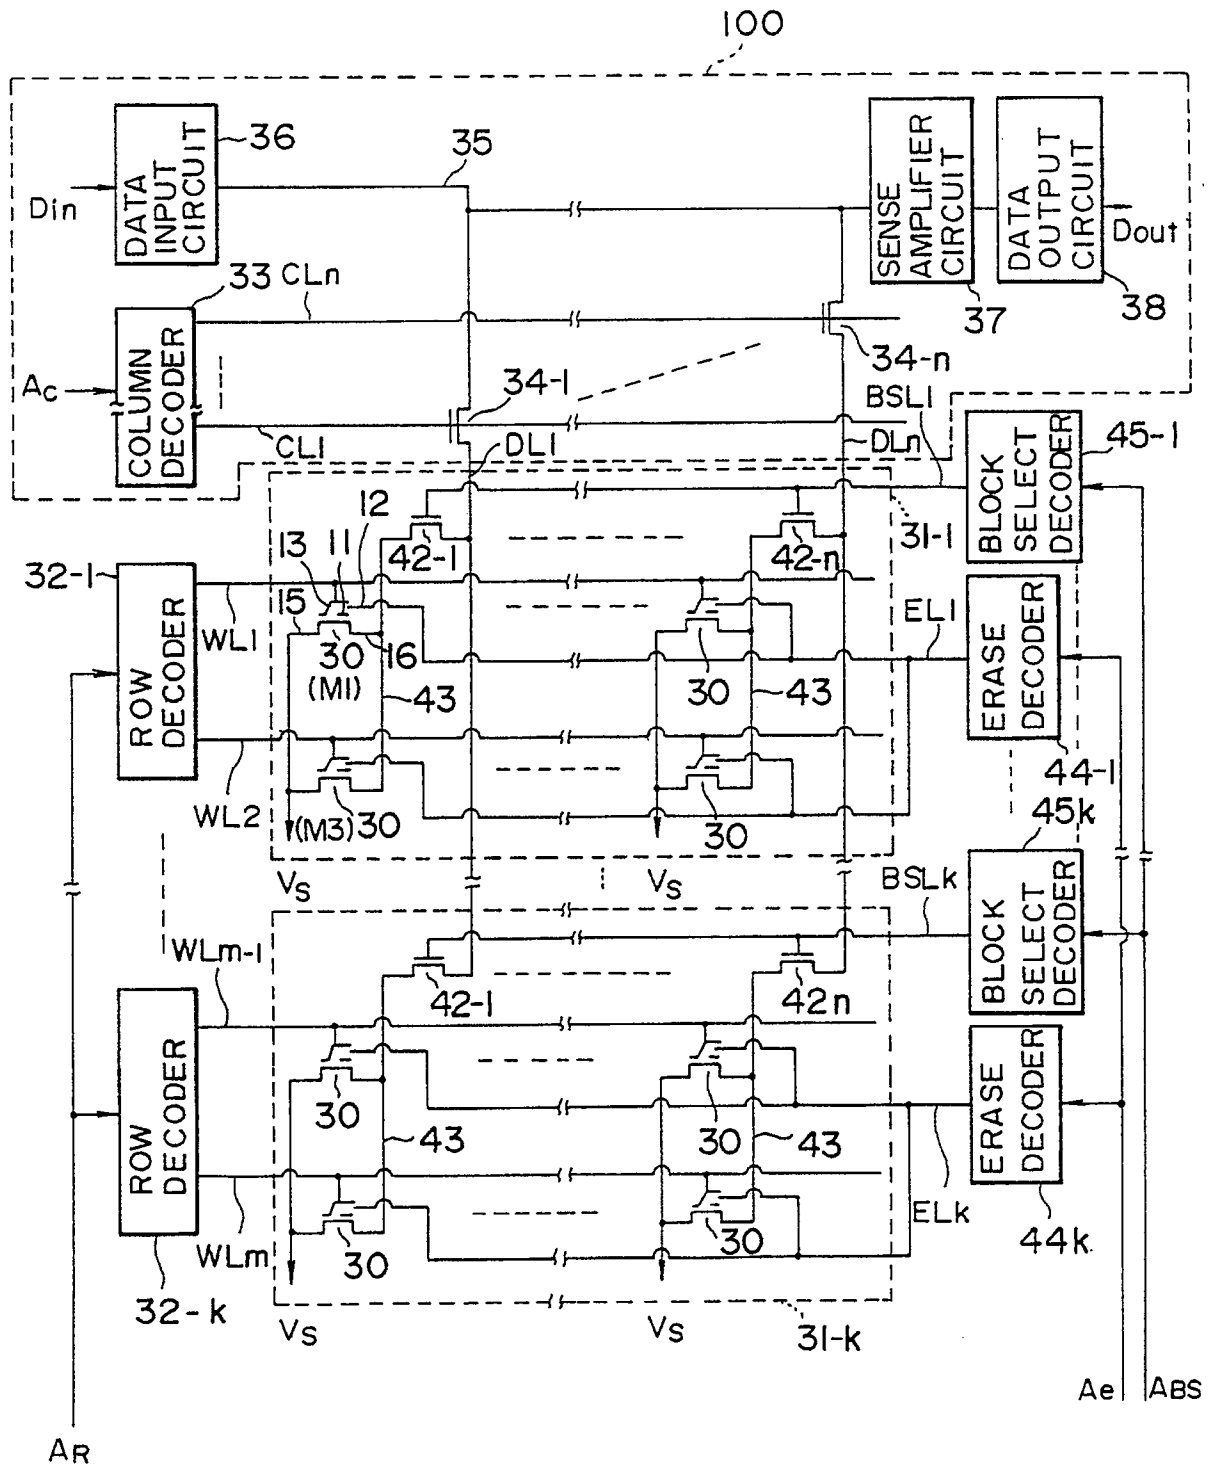 100
DATA INPUT CIRCUIT
36
35
Din
SENSE AMPLIFIER CIRCUIT
DATA OUTPUT CIRCUIT
Dout
37
38
33
CLn
34-n
COLUMN DECODER
Ac
34-1
CL1
DL1
DLn
BSL1
BLOCK SELECT DECODER
45-1
31-1
12
42-1
42-n
32-1
13
11
ROW DECODER
WL1
15
30
16
(M1)
43
30
43
EL1
ERASE DECODER
44-1
WL2
(M3)
30
30
45k
Vs
Vs
BSLk
BLOCK SELECT DECODER
WLm-1
42-1
42n
ROW DECODER
30
43
30
43
ERASE DECODER
ELk
44k
WLm
30
30
32-k
Vs
Vs
31-k
Ae
ABS
AR